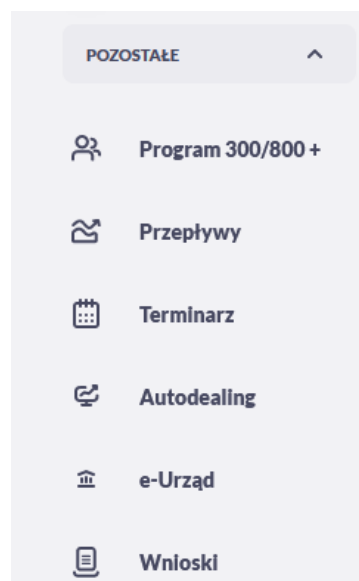 POZOSTAŁE
Program 300/800 +
Przepływy
Terminarz
Autodealing
e-Urząd
Wnioski